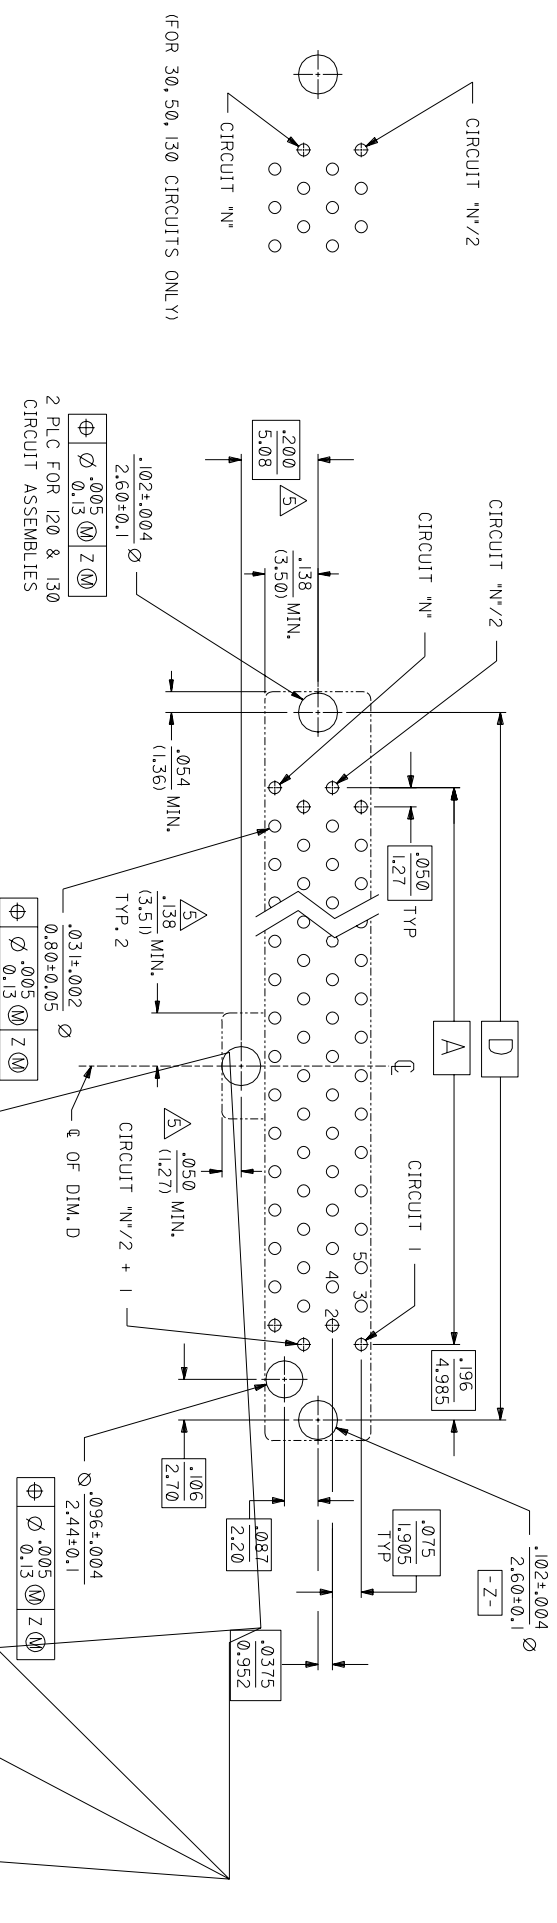 CIRCUIT "N"/2
CIRCUIT "N"
(FOR 30, 50, 130 CIRCUITS ONLY)
.102±.004
2.60±0.1
Ø
-Z-
D
A
.196
4.985
.050
1.27
TYP
.075
1.905
TYP
CIRCUIT "N"/2
CIRCUIT "N"
CIRCUIT 1
5
3
4
2
℄
.200
5.08
5
.138
(3.50)
MIN.
.0375
0.952
.087
2.20
.106
2.70
.054
(1.36)
MIN.
5
.138
(3.51)
MIN.
TYP. 2
5
.050
(1.27)
MIN.
CIRCUIT "N"/2 + 1
℄ OF DIM. D
.102±.004
2.60±0.1
Ø
⌖ Ø .005
0.13 Ⓜ Z Ⓜ
2 PLC FOR 120 & 130
CIRCUIT ASSEMBLIES
.031±.002
0.80±0.05
Ø
⌖ Ø .005
0.13 Ⓜ Z Ⓜ
Ø .096±.004
2.44±0.1
⌖ Ø .005
0.13 Ⓜ Z Ⓜ